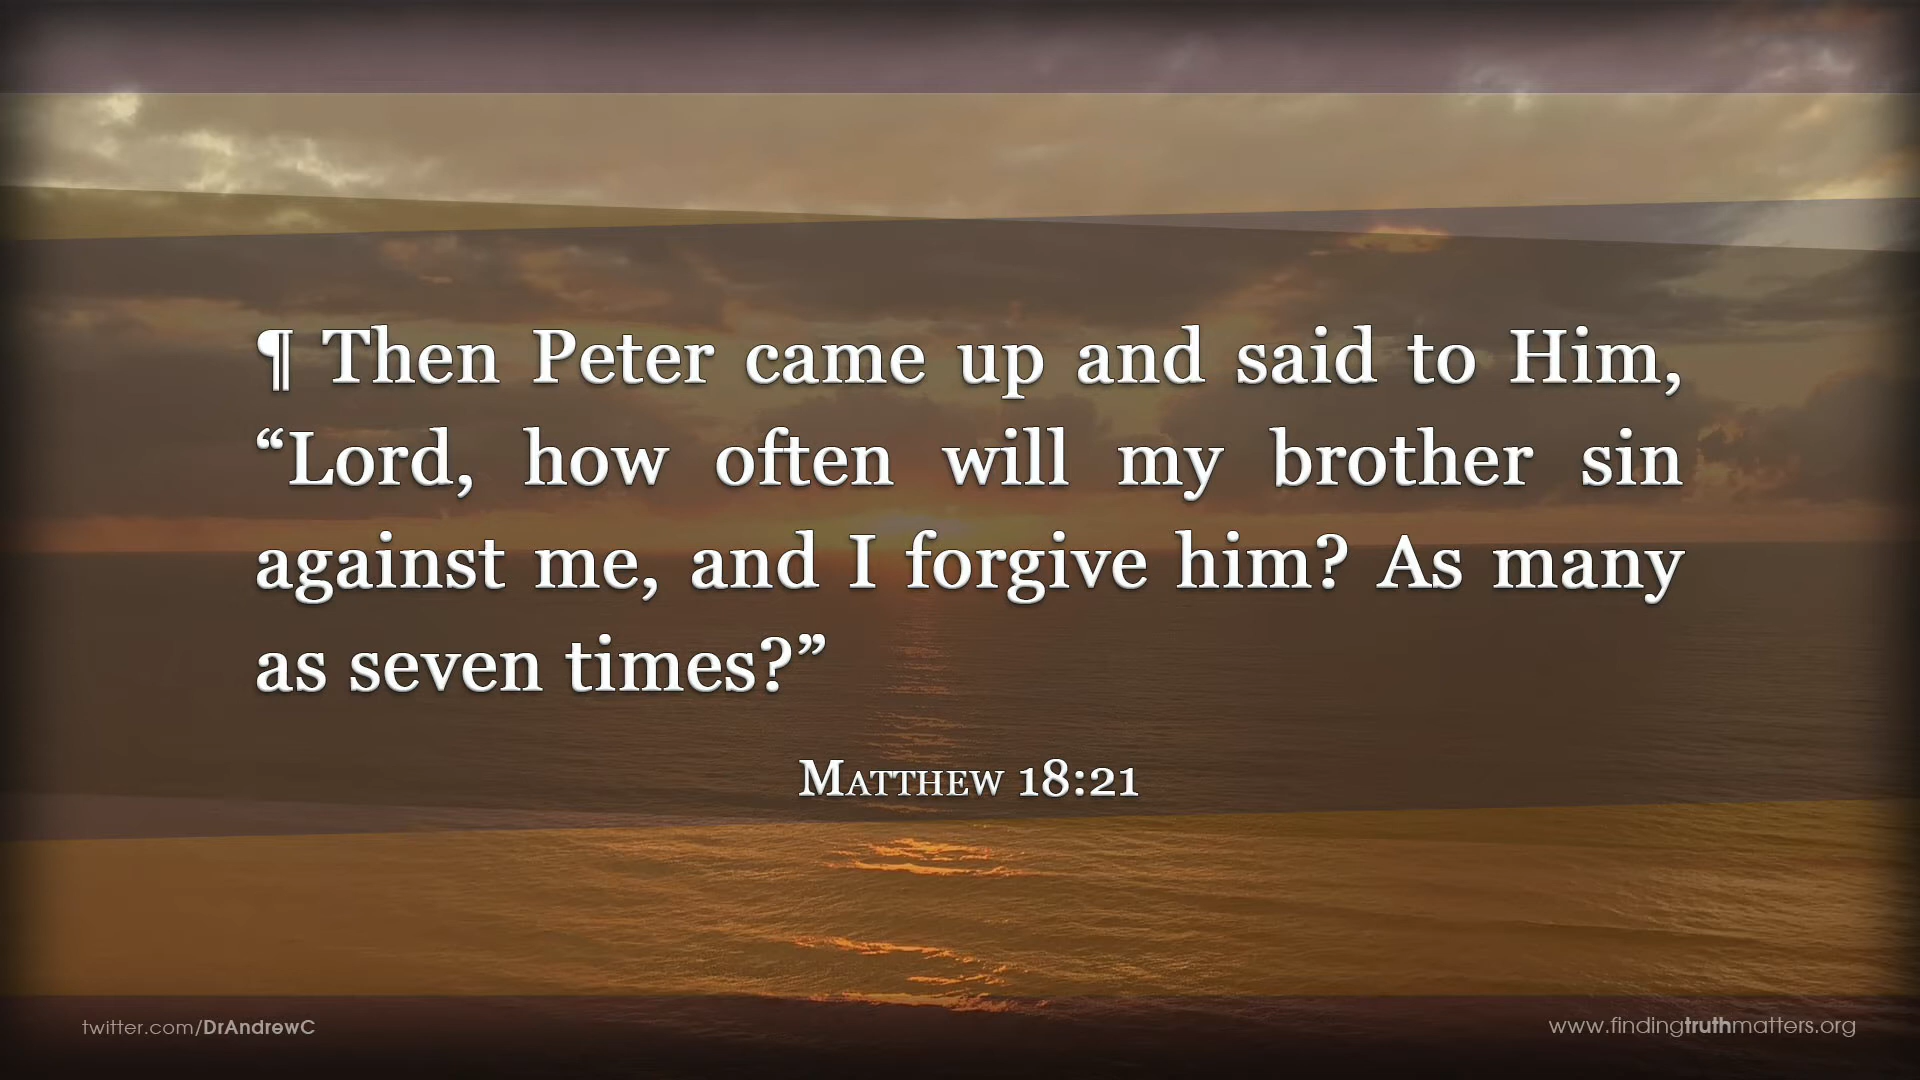 ¶ Then Peter came up and said to Him,
“Lord, how often will my brother sin
against me, and I forgive him? As many
as seven times?”
Matthew 18:21
twitter.com/DrAndrewC
www.findingtruthmatters.org